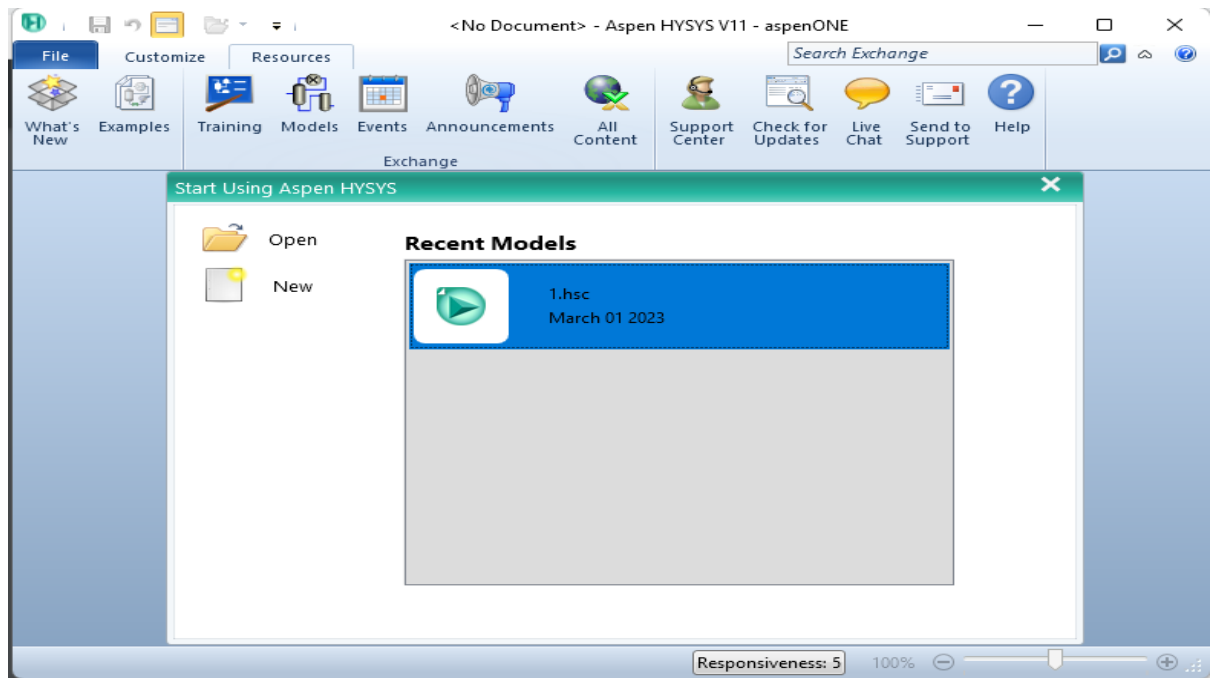 <No Document> - Aspen HYSYS V11 - aspenONE
File Customize Resources Search Exchange
What's New
Examples
Training
Models
Events
Announcements
All Content
Support Center
Check for Updates
Live Chat
Send to Support
Help
Exchange
Start Using Aspen HYSYS
Open
New
Recent Models
1.hsc
March 01 2023
Responsiveness: 5 100%